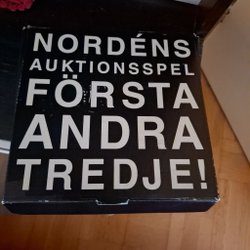 NORDÉNS
AUKTIONSSPEL
FÖRSTA
ANDRA
TREDJE!